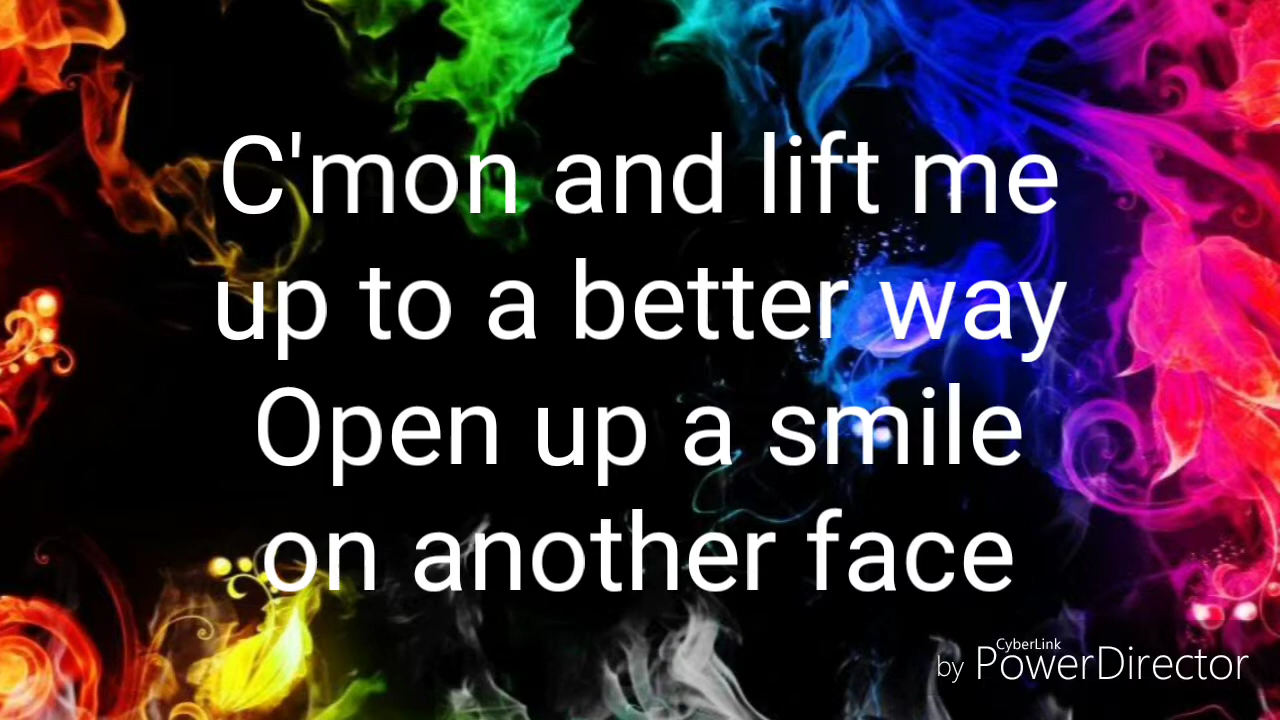 C'mon and lift me
up to a better way
Open up a smile
on another face
CyberLink
by PowerDirector